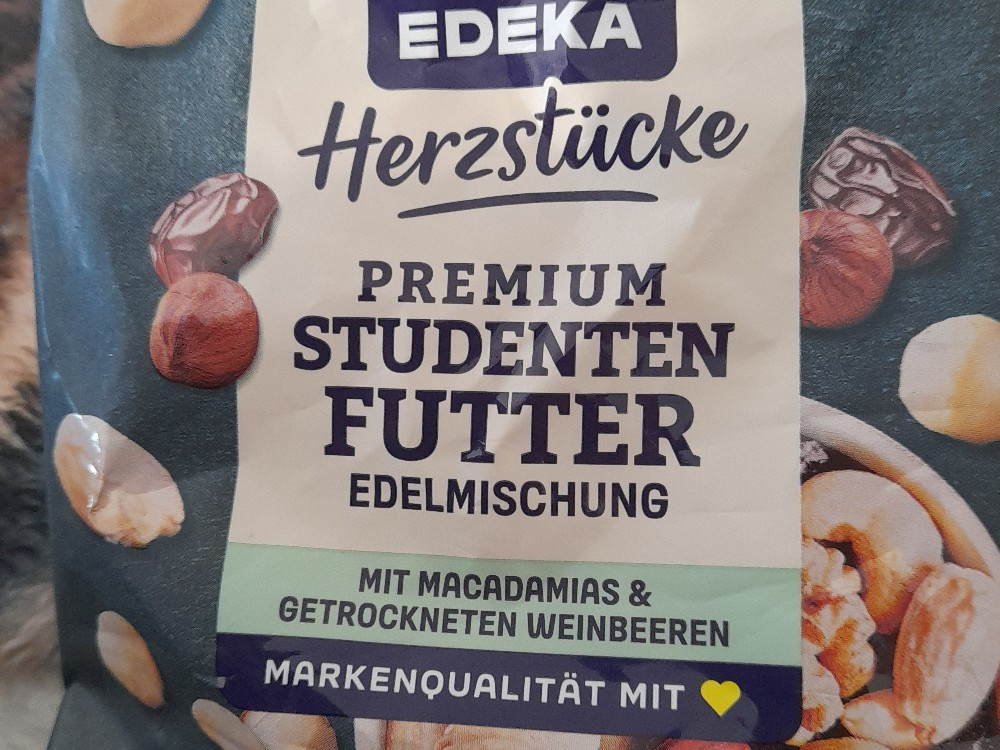 EDEKA
Herzstücke
PREMIUM
STUDENTEN
FUTTER
EDELMISCHUNG
MIT MACADAMIAS &
GETROCKNETEN WEINBEEREN
MARKENQUALITÄT MIT